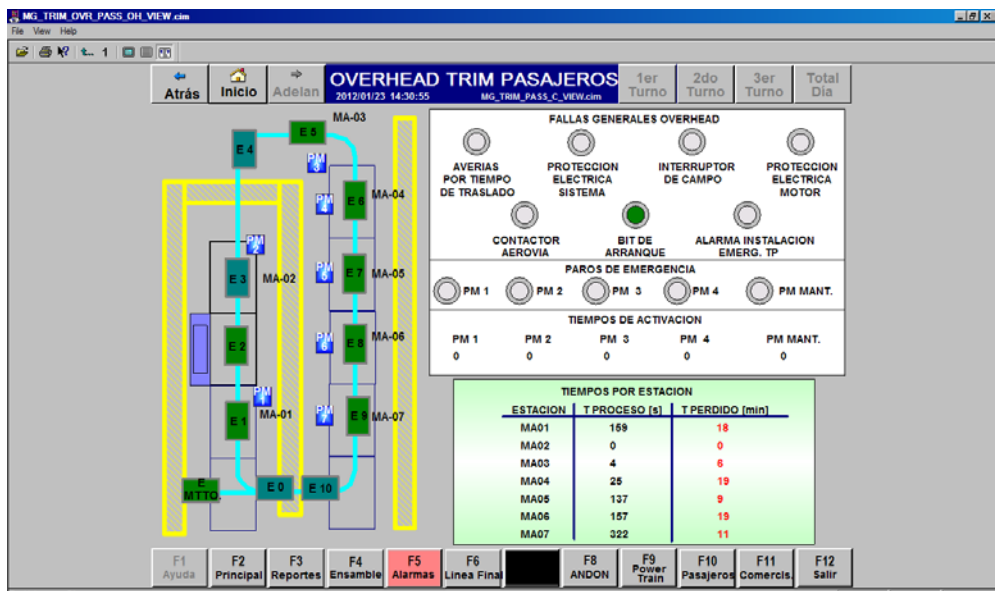 MG_TRIM_OVR_PASS_OH_VIEW.cim
File View Help
1
Atrás
Inicio
Adelan
OVERHEAD TRIM PASAJEROS
2012/01/23 14:30:55 MG_TRIM_PASS_C_VIEW.cim
1er Turno
2do Turno
3er Turno
Total Día
MA-03
E 5
E 4
PM 3
MA-04
PM 4
E 6
PM 2
E 3
MA-02
PM 5
E 7
MA-05
E 2
PM 6
E 8
MA-06
PM 1
E 1
MA-01
PM 7
E 9
MA-07
E MTTO.
E 0
E 10
FALLAS GENERALES OVERHEAD
AVERIAS POR TIEMPO DE TRASLADO
PROTECCION ELECTRICA SISTEMA
INTERRUPTOR DE CAMPO
PROTECCION ELECTRICA MOTOR
CONTACTOR AEROVIA
BIT DE ARRANQUE
ALARMA INSTALACION EMERG. TP
PAROS DE EMERGENCIA
PM 1 PM 2 PM 3 PM 4 PM MANT.
TIEMPOS DE ACTIVACION
PM 1 PM 2 PM 3 PM 4 PM MANT.
0 0 0 0 0
TIEMPOS POR ESTACION
ESTACION T PROCESO [s] T PERDIDO [min]
MA01 159 18
MA02 0 0
MA03 4 6
MA04 25 19
MA05 137 9
MA06 157 19
MA07 322 11
F1 Ayuda
F2 Principal
F3 Reportes
F4 Ensamble
F5 Alarmas
F6 Linea Final
F8 ANDON
F9 Power Train
F10 Pasajeros
F11 Comercis.
F12 Salir